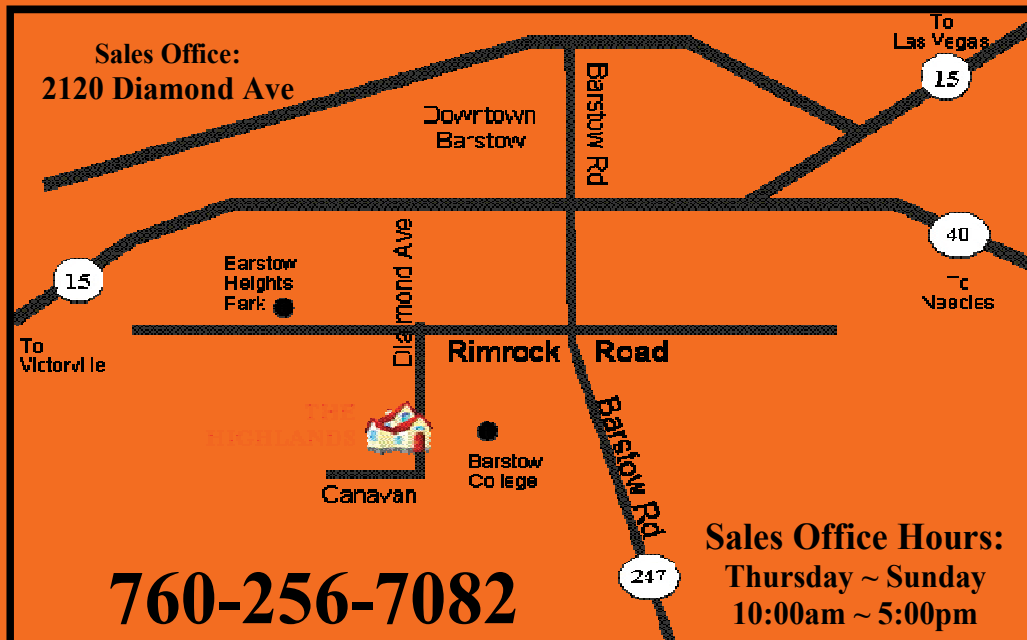 Sales Office:
2120 Diamond Ave
To
Las Vegas
15
Downtown
Barstow
Barstow Rd
40
To
Needles
15
To
Victorville
Barstow
Heights
Park
Diamond Ave
Rimrock Road
THE
HIGHLANDS
Barstow
College
Canavan
Barstow Rd
247
760-256-7082
Sales Office Hours:
Thursday ~ Sunday
10:00am ~ 5:00pm